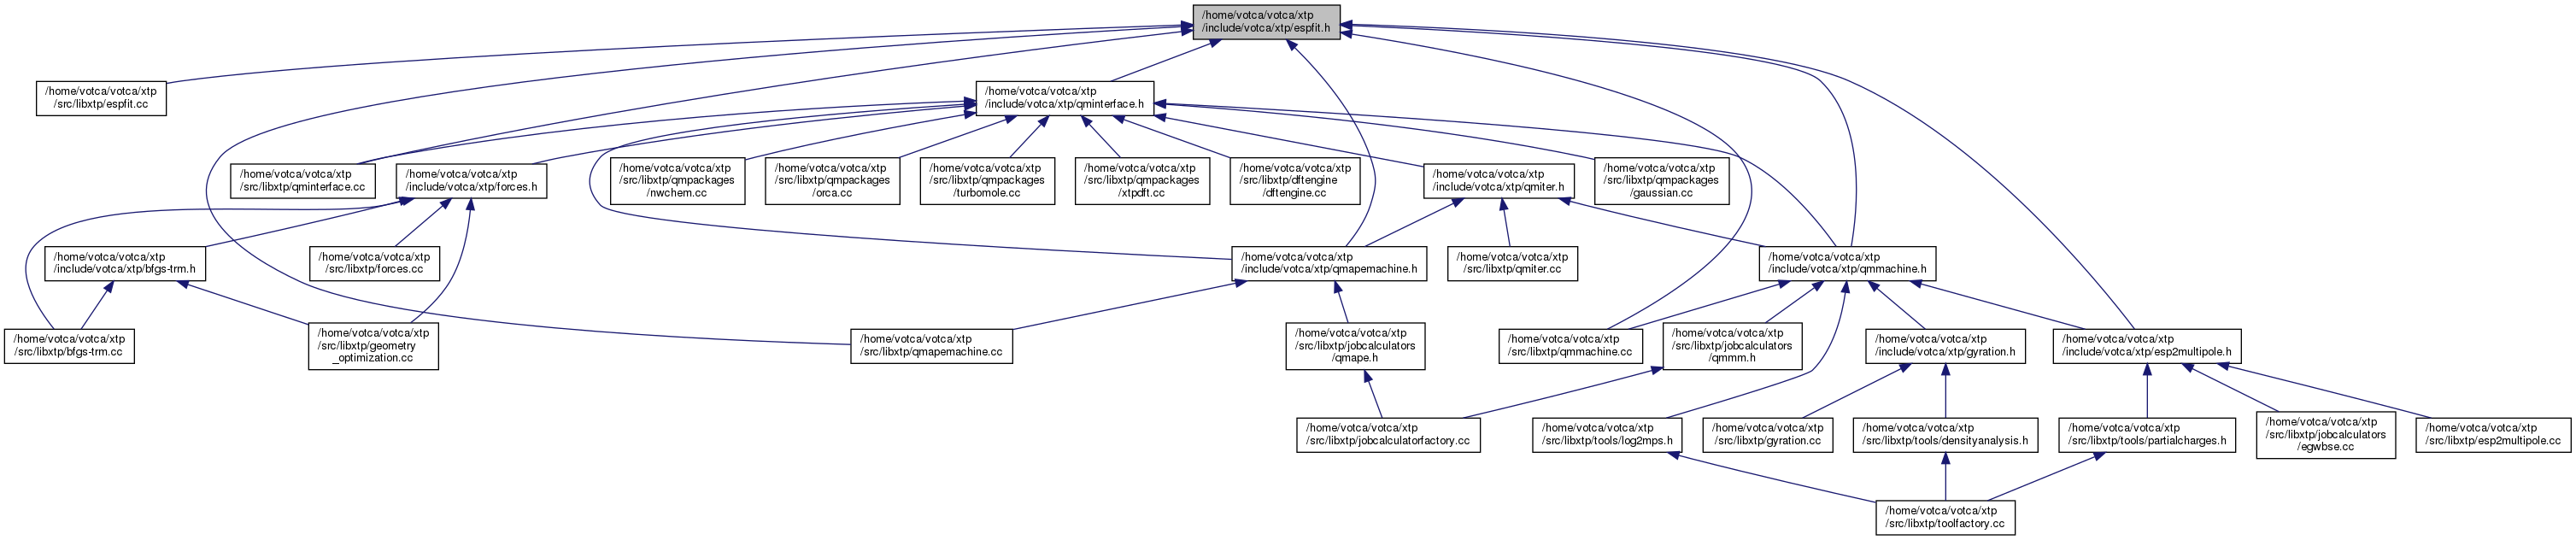 /home/votca/votca/xtp
/include/votca/xtp/espfit.h
/home/votca/votca/xtp
/src/libxtp/espfit.cc
/home/votca/votca/xtp
/include/votca/xtp/qminterface.h
/home/votca/votca/xtp
/src/libxtp/qminterface.cc
/home/votca/votca/xtp
/include/votca/xtp/forces.h
/home/votca/votca/xtp
/src/libxtp/qmpackages
/nwchem.cc
/home/votca/votca/xtp
/src/libxtp/qmpackages
/orca.cc
/home/votca/votca/xtp
/src/libxtp/qmpackages
/turbomole.cc
/home/votca/votca/xtp
/src/libxtp/qmpackages
/xtpdft.cc
/home/votca/votca/xtp
/src/libxtp/dftengine
/dftengine.cc
/home/votca/votca/xtp
/include/votca/xtp/qmiter.h
/home/votca/votca/xtp
/src/libxtp/qmpackages
/gaussian.cc
/home/votca/votca/xtp
/include/votca/xtp/bfgs-trm.h
/home/votca/votca/xtp
/src/libxtp/forces.cc
/home/votca/votca/xtp
/include/votca/xtp/qmapemachine.h
/home/votca/votca/xtp
/src/libxtp/qmiter.cc
/home/votca/votca/xtp
/include/votca/xtp/qmmachine.h
/home/votca/votca/xtp
/src/libxtp/bfgs-trm.cc
/home/votca/votca/xtp
/src/libxtp/geometry
_optimization.cc
/home/votca/votca/xtp
/src/libxtp/qmapemachine.cc
/home/votca/votca/xtp
/src/libxtp/jobcalculators
/qmape.h
/home/votca/votca/xtp
/src/libxtp/qmmachine.cc
/home/votca/votca/xtp
/src/libxtp/jobcalculators
/qmmm.h
/home/votca/votca/xtp
/include/votca/xtp/gyration.h
/home/votca/votca/xtp
/include/votca/xtp/esp2multipole.h
/home/votca/votca/xtp
/src/libxtp/jobcalculatorfactory.cc
/home/votca/votca/xtp
/src/libxtp/tools/log2mps.h
/home/votca/votca/xtp
/src/libxtp/gyration.cc
/home/votca/votca/xtp
/src/libxtp/tools/densityanalysis.h
/home/votca/votca/xtp
/src/libxtp/tools/partialcharges.h
/home/votca/votca/xtp
/src/libxtp/jobcalculators
/egwbse.cc
/home/votca/votca/xtp
/src/libxtp/esp2multipole.cc
/home/votca/votca/xtp
/src/libxtp/toolfactory.cc